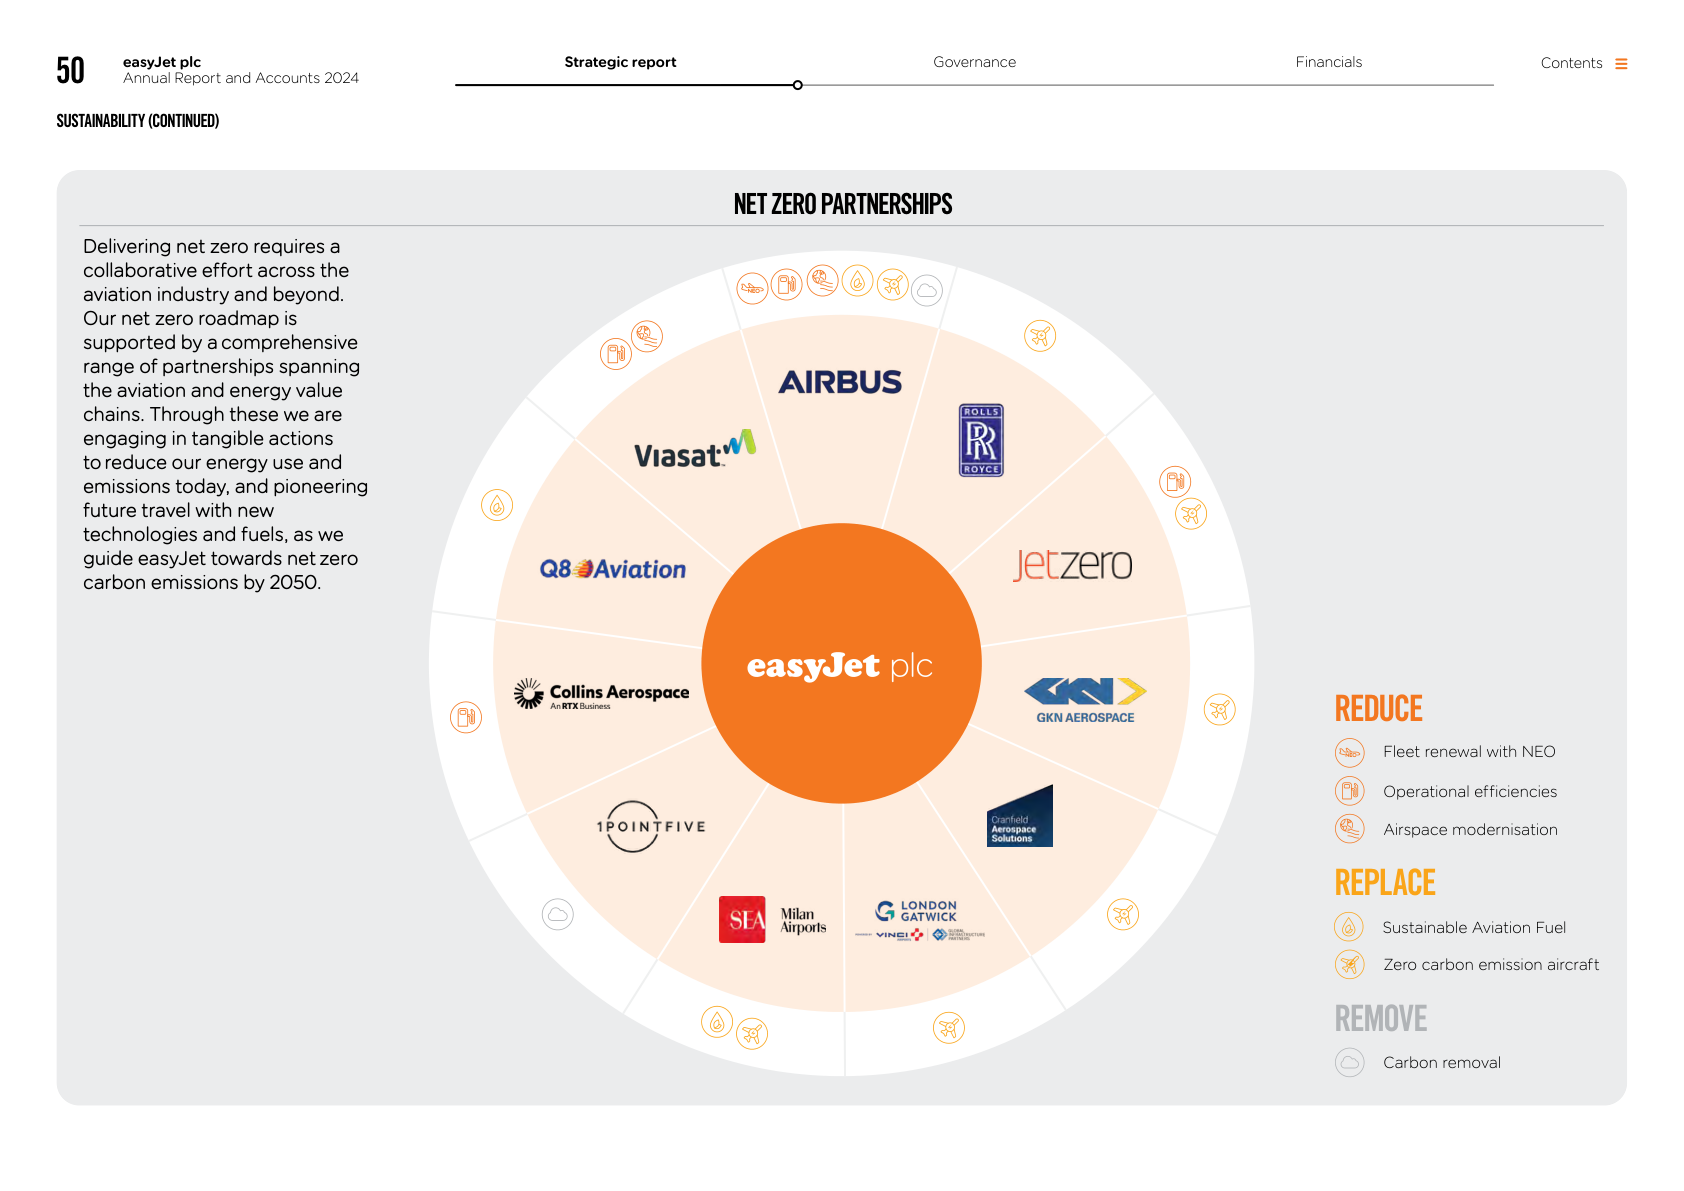 50
easyJet plc
Annual Report and Accounts 2024
Strategic report
Governance
Financials
Contents
SUSTAINABILITY (CONTINUED)
NET ZERO PARTNERSHIPS
Delivering net zero requires a
collaborative effort across the
aviation industry and beyond.
Our net zero roadmap is
supported by a comprehensive
range of partnerships spanning
the aviation and energy value
chains. Through these we are
engaging in tangible actions
to reduce our energy use and
emissions today, and pioneering
future travel with new
technologies and fuels, as we
guide easyJet towards net zero
carbon emissions by 2050.
NEO
AIRBUS
ROLLS
RR
ROYCE
Jetzero
GKN AEROSPACE
Cranfield
Aerospace
Solutions
LONDON
GATWICK
VINCI
GLOBAL
INFRASTRUCTURE
PARTNERS
SEA
Milan
Airports
1POINTFIVE
Collins Aerospace
An RTX Business
Q8 Aviation
Viasat
easyJet plc
REDUCE
Fleet renewal with NEO
Operational efficiencies
Airspace modernisation
REPLACE
Sustainable Aviation Fuel
Zero carbon emission aircraft
REMOVE
Carbon removal